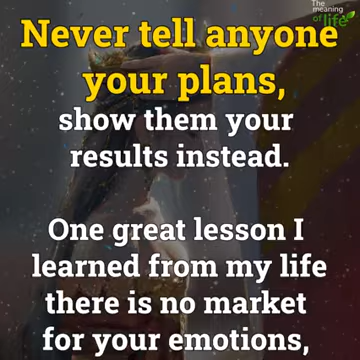 The
meaning
of life
Never tell anyone
your plans,
show them your
results instead.
One great lesson I
learned from my life
there is no market
for your emotions,